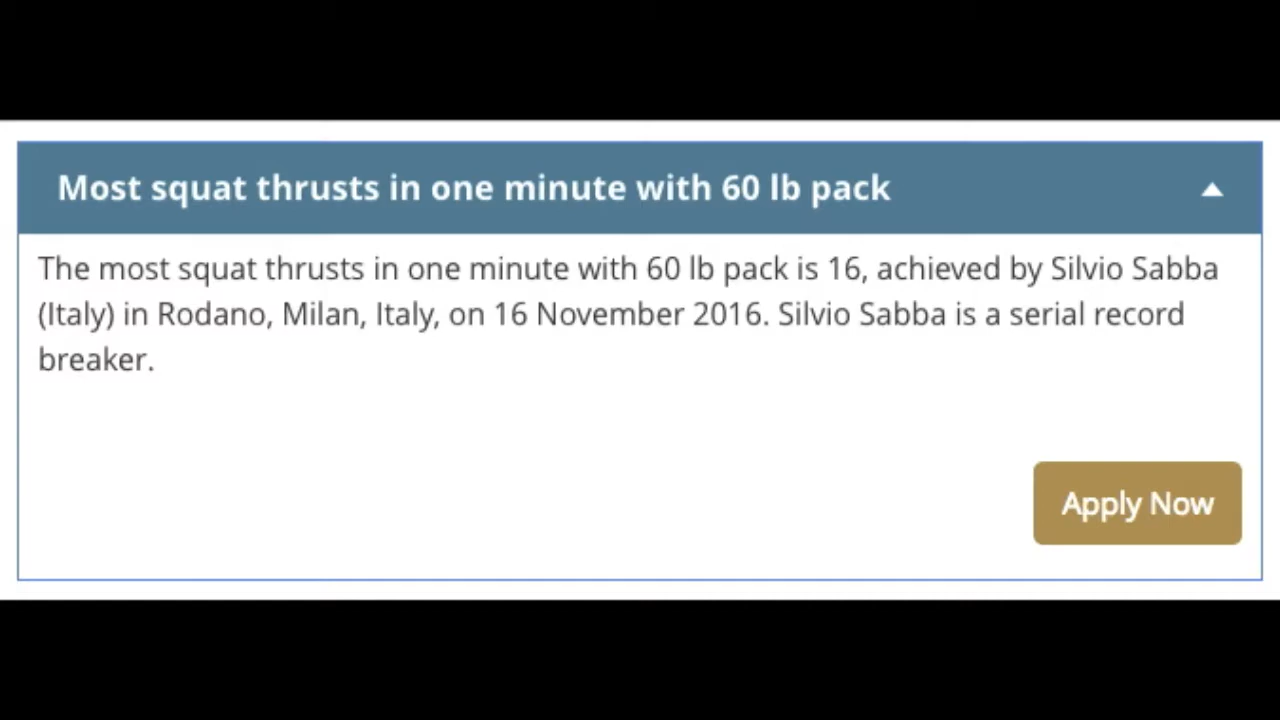 Most squat thrusts in one minute with 60 lb pack
The most squat thrusts in one minute with 60 lb pack is 16, achieved by Silvio Sabba
(Italy) in Rodano, Milan, Italy, on 16 November 2016. Silvio Sabba is a serial record
breaker.
Apply Now